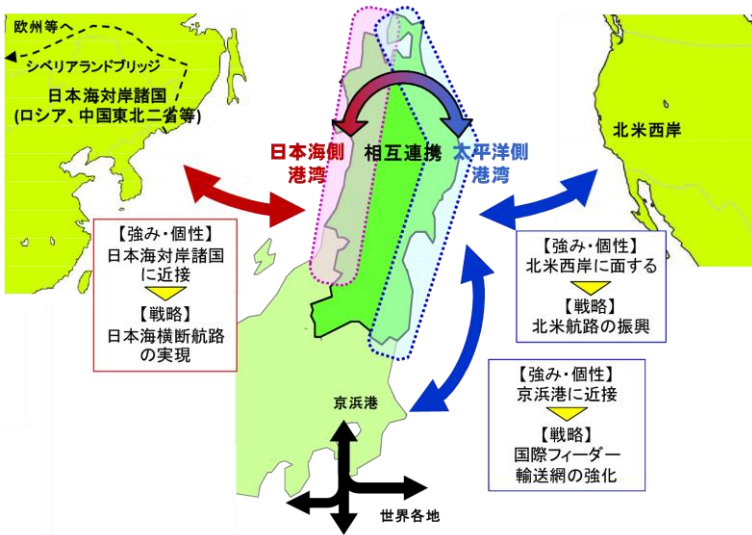 欧州等へ
シベリアランドブリッジ
日本海対岸諸国
(ロシア、中国東北二省等)
北米西岸
日本海側
港湾
相互連携
太平洋側
港湾
【強み・個性】
日本海対岸諸国
に近接
【戦略】
日本海横断航路
の実現
【強み・個性】
北米西岸に面する
【戦略】
北米航路の振興
【強み・個性】
京浜港に近接
【戦略】
国際フィーダー
輸送網の強化
京浜港
世界各地